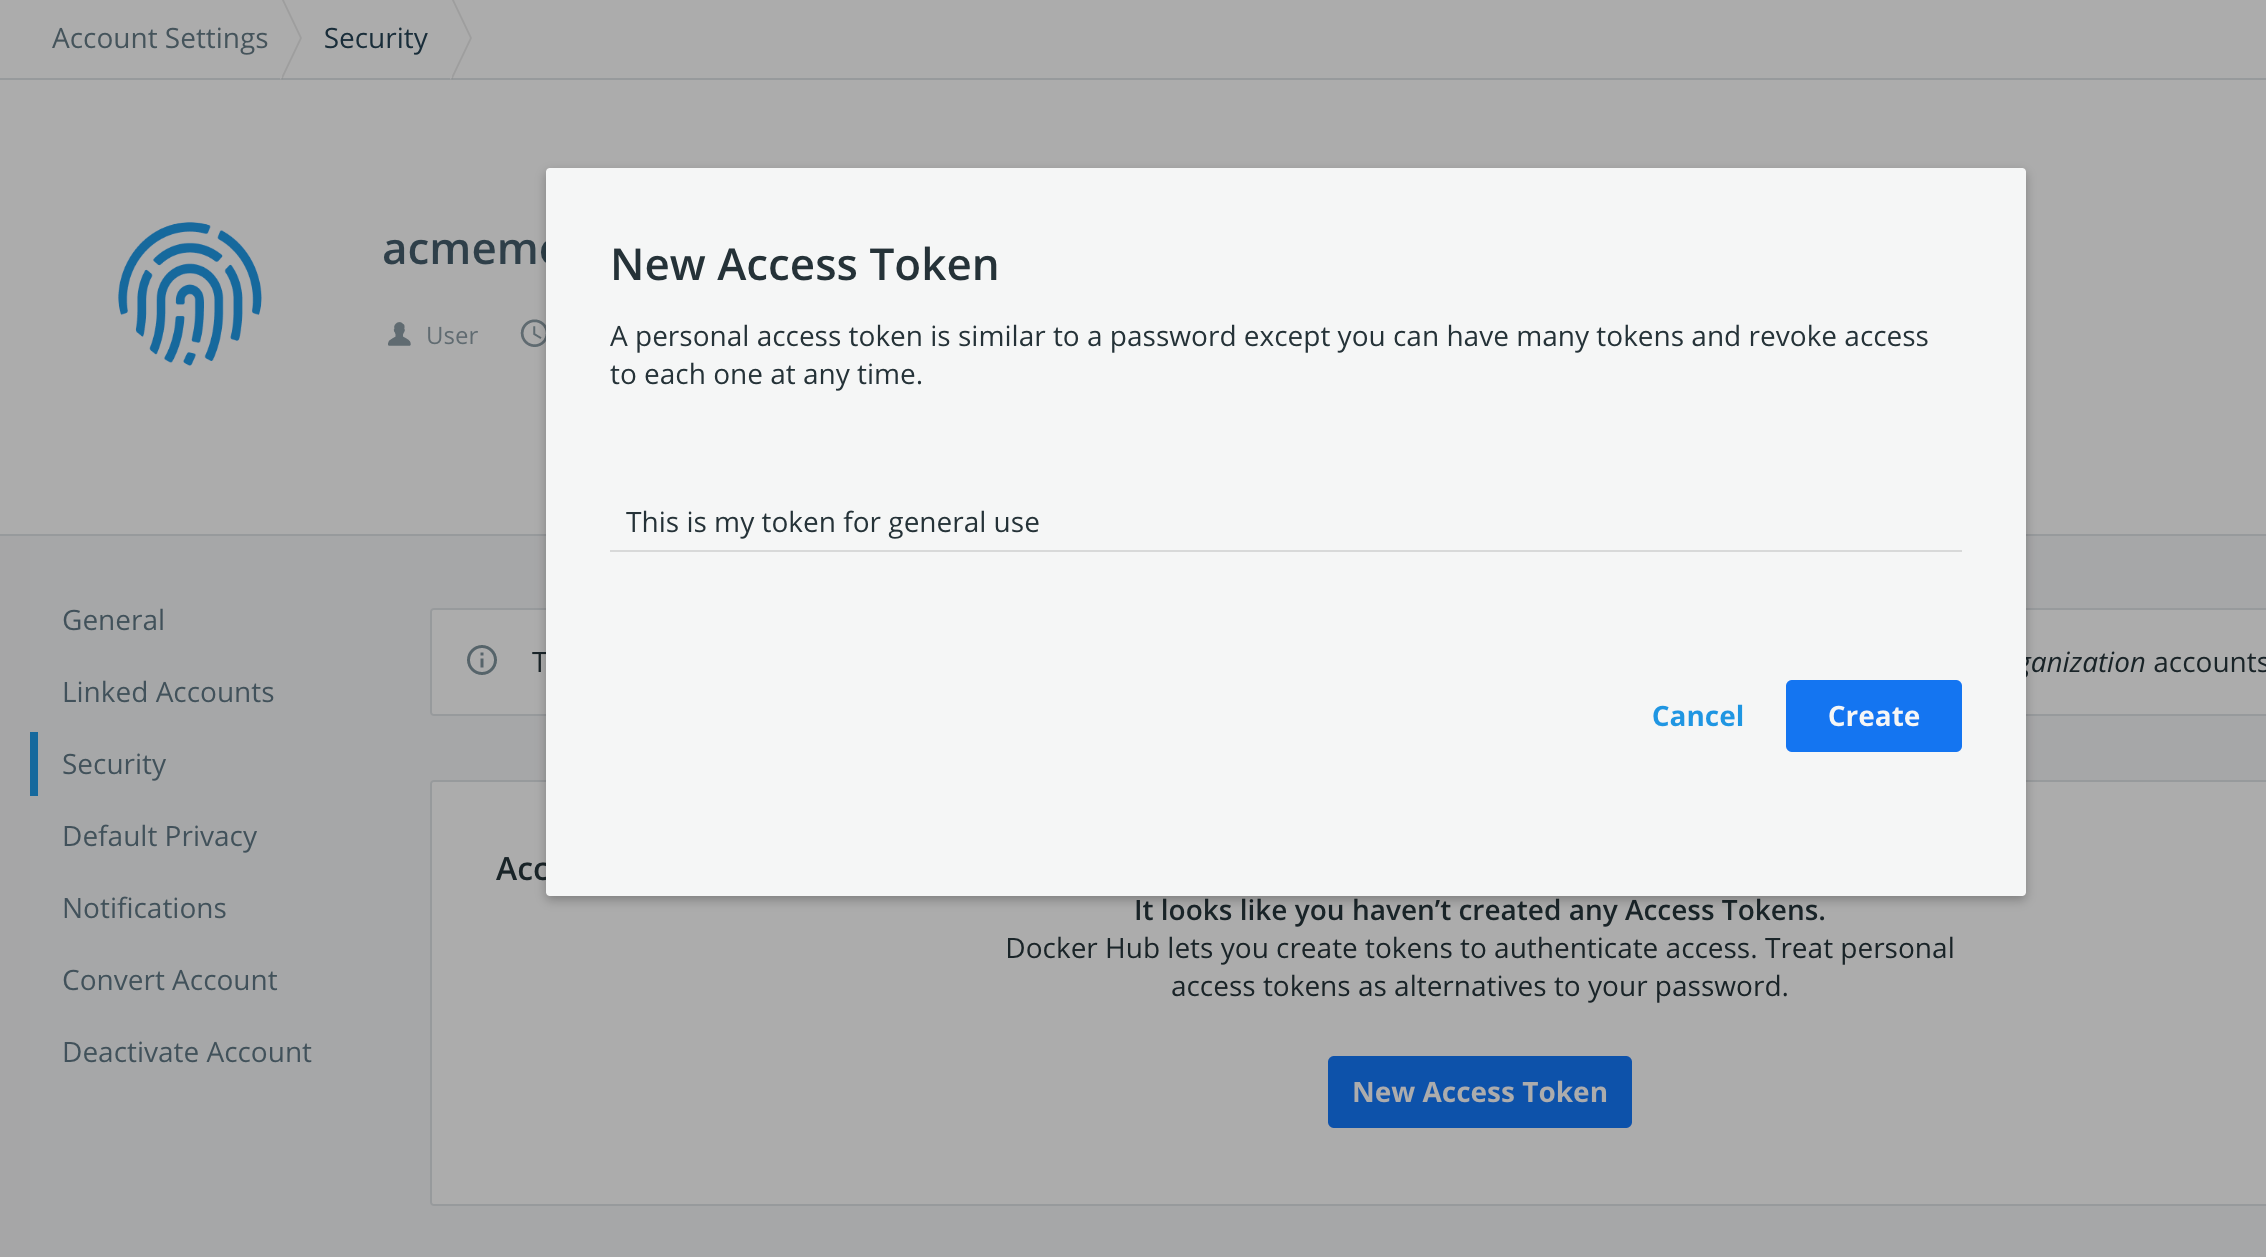 Account Settings
Security
User
New Access Token
A personal access token is similar to a password except you can have many tokens and revoke access
to each one at any time.
This is my token for general use
Cancel
Create
General
Linked Accounts
Security
Default Privacy
Notifications
Convert Account
Deactivate Account
accounts
It looks like you haven’t created any Access Tokens.
Docker Hub lets you create tokens to authenticate access. Treat personal
access tokens as alternatives to your password.
New Access Token